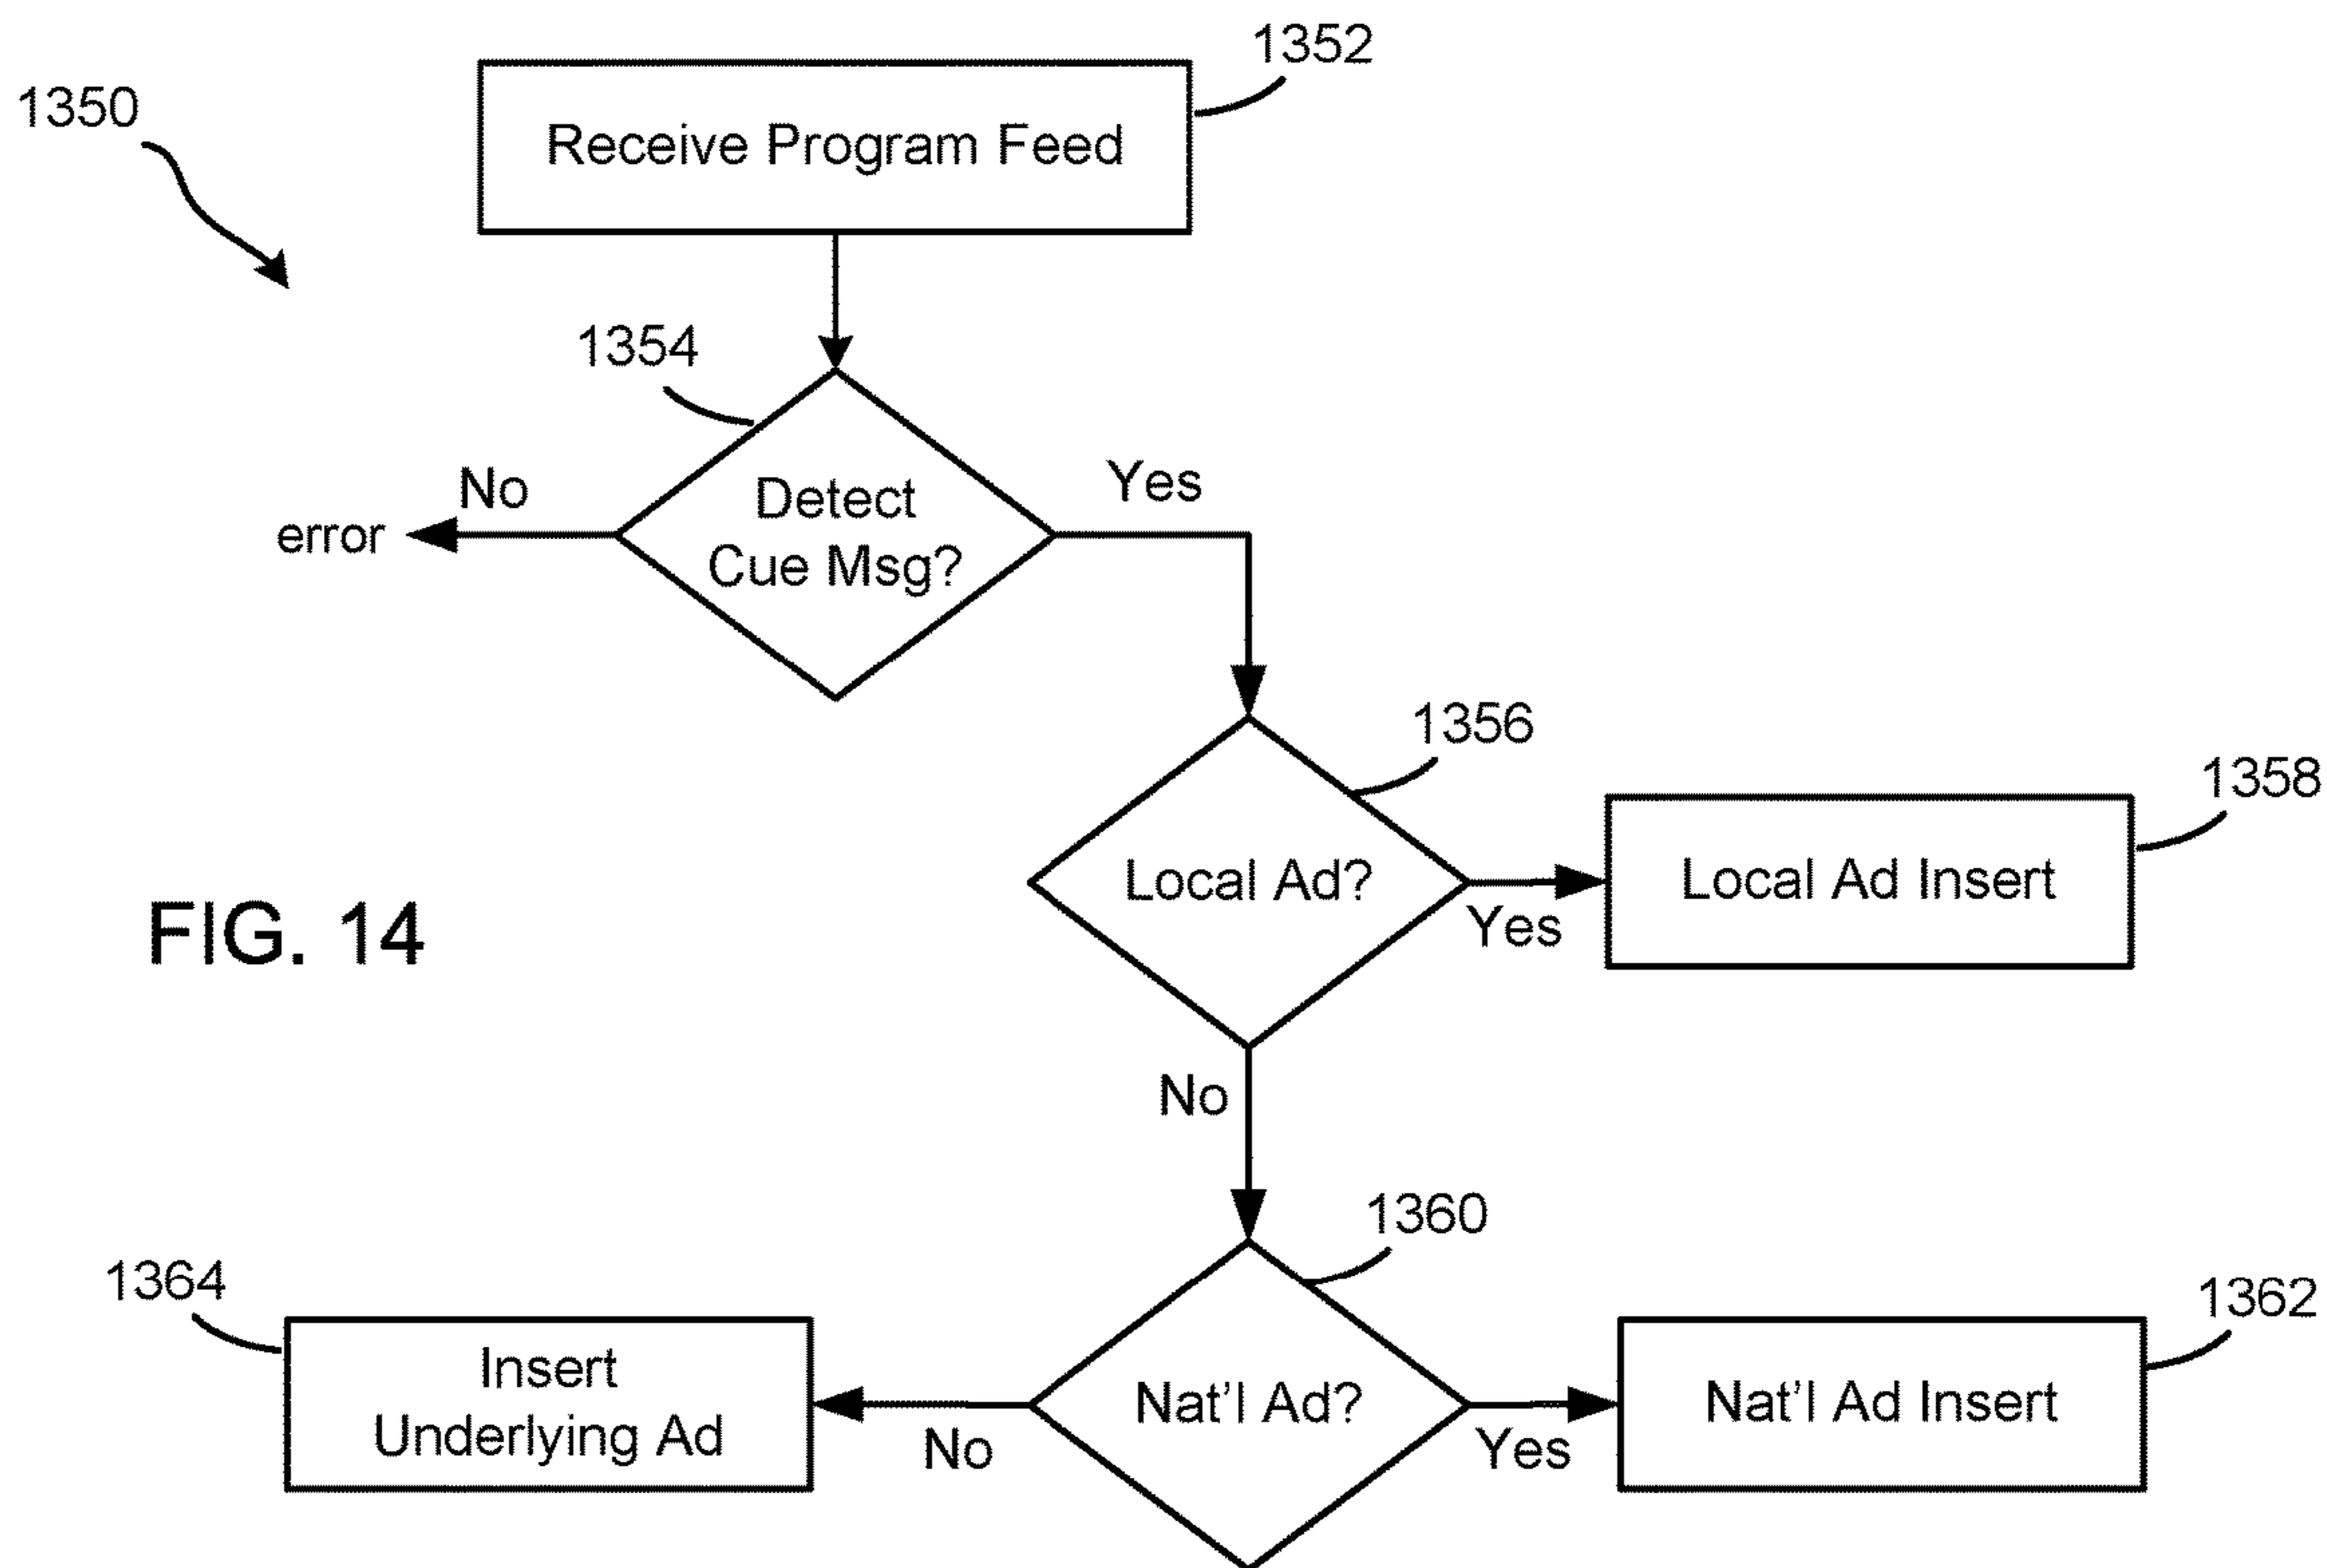 1352
1350
Receive Program Feed
1354
No
Yes
Detect
Cue Msg?
error
1356
1358
Local Ad?
Yes
Local Ad Insert
FIG. 14
No
1360
1364
1362
Insert
Underlying Ad
No
Nat'l Ad?
Yes
Nat'l Ad Insert